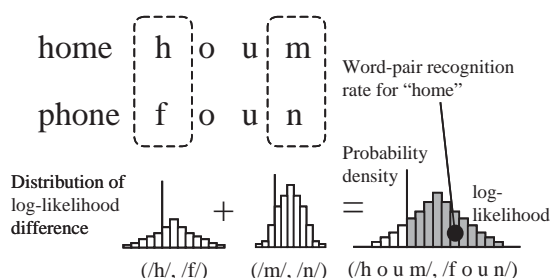 home h o u m
phone f o u n
Word-pair recognition
rate for “home”
Distribution of
log-likelihood
difference
+
=
Probability
density
log-
likelihood
(/h/, /f/) (/m/, /n/) (/h o u m/, /f o u n/)